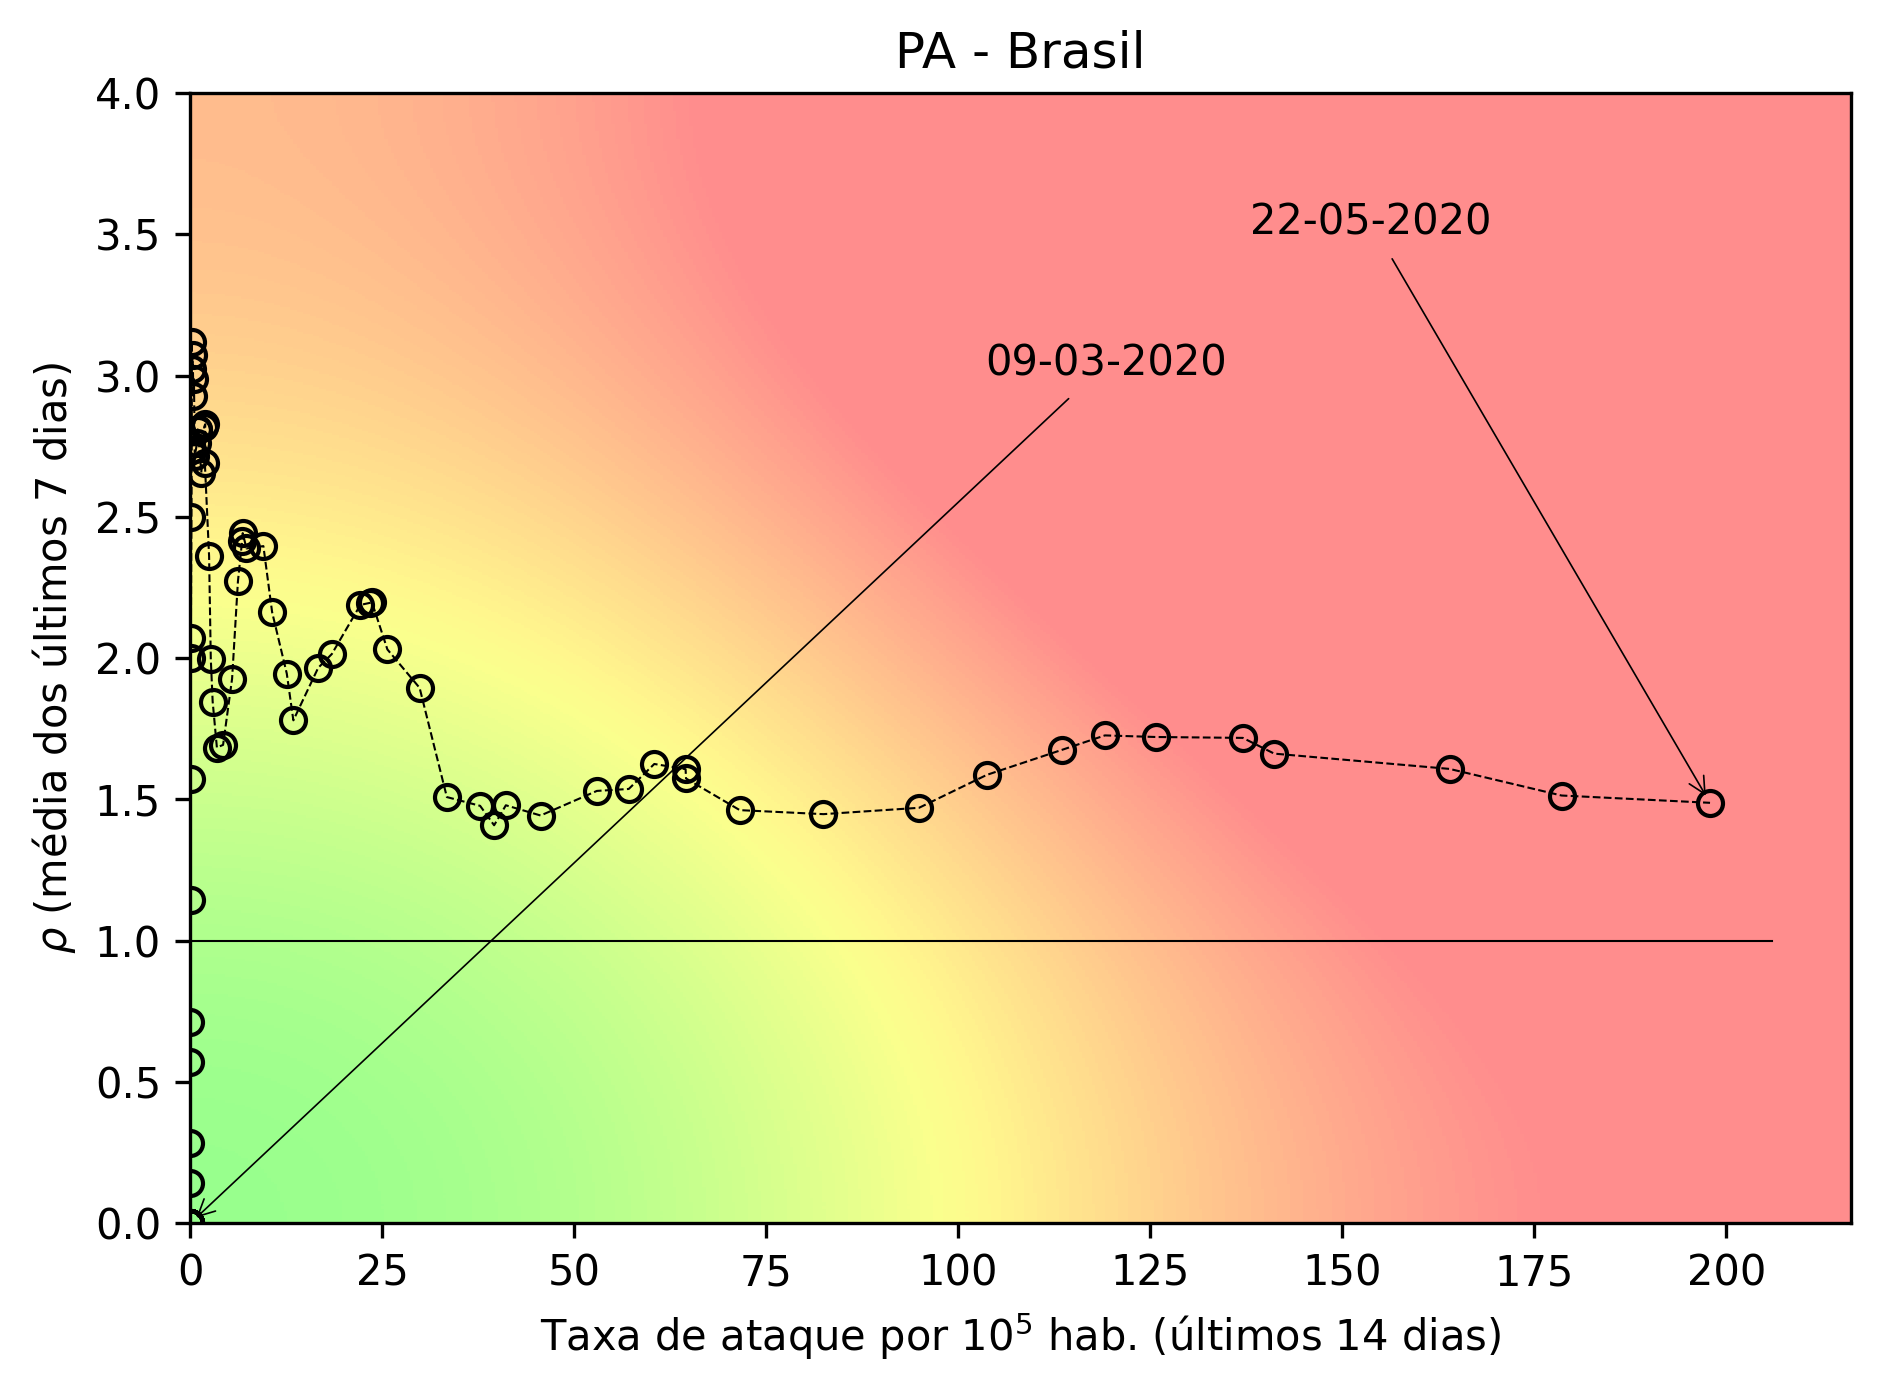 PA - Brasil
4.0
3.5
3.0
2.5
2.0
1.5
1.0
0.5
0.0
ρ (média dos últimos 7 dias)
22-05-2020
09-03-2020
0 25 50 75 100 125 150 175 200
Taxa de ataque por 10⁵ hab. (últimos 14 dias)